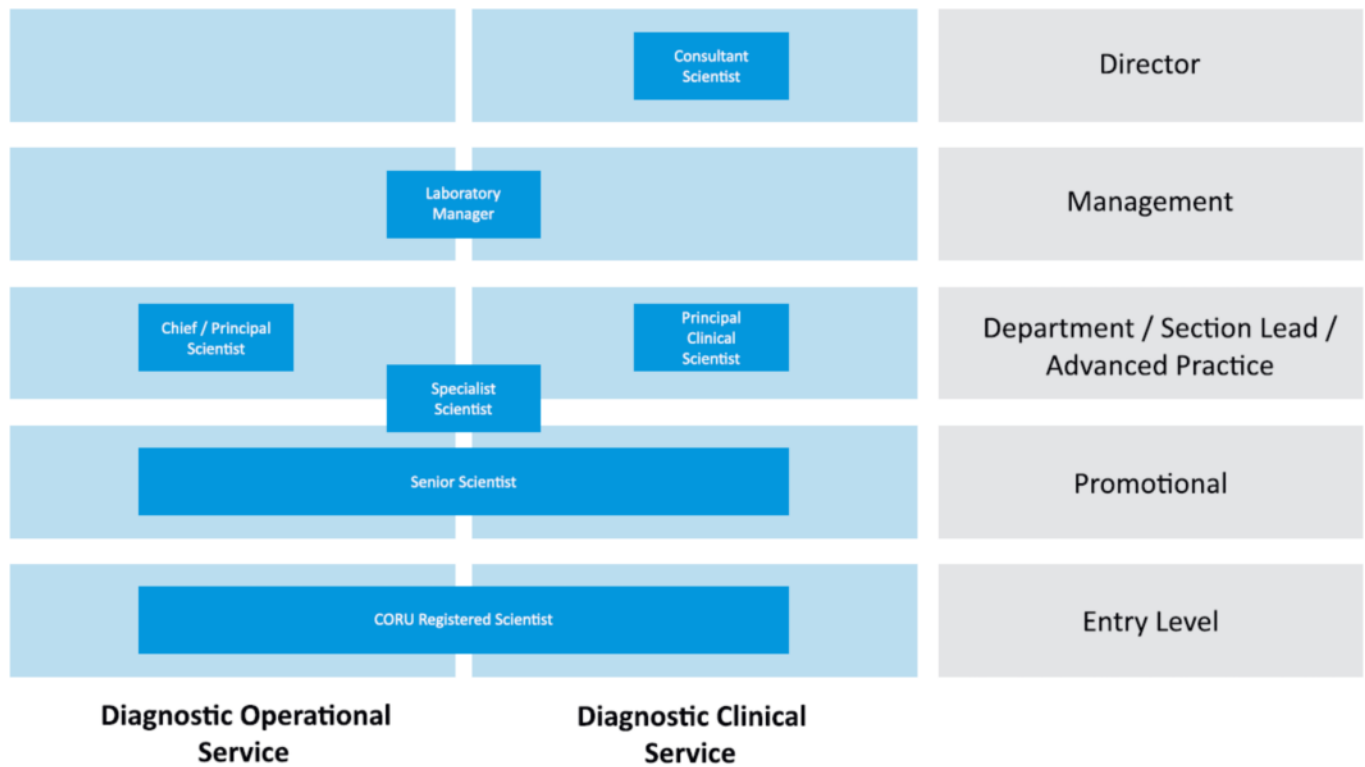 Consultant
Scientist
Director
Laboratory
Manager
Management
Chief / Principal
Scientist
Principal
Clinical
Scientist
Department / Section Lead /
Advanced Practice
Specialist
Scientist
Senior Scientist
Promotional
CORU Registered Scientist
Entry Level
Diagnostic Operational
Service
Diagnostic Clinical
Service